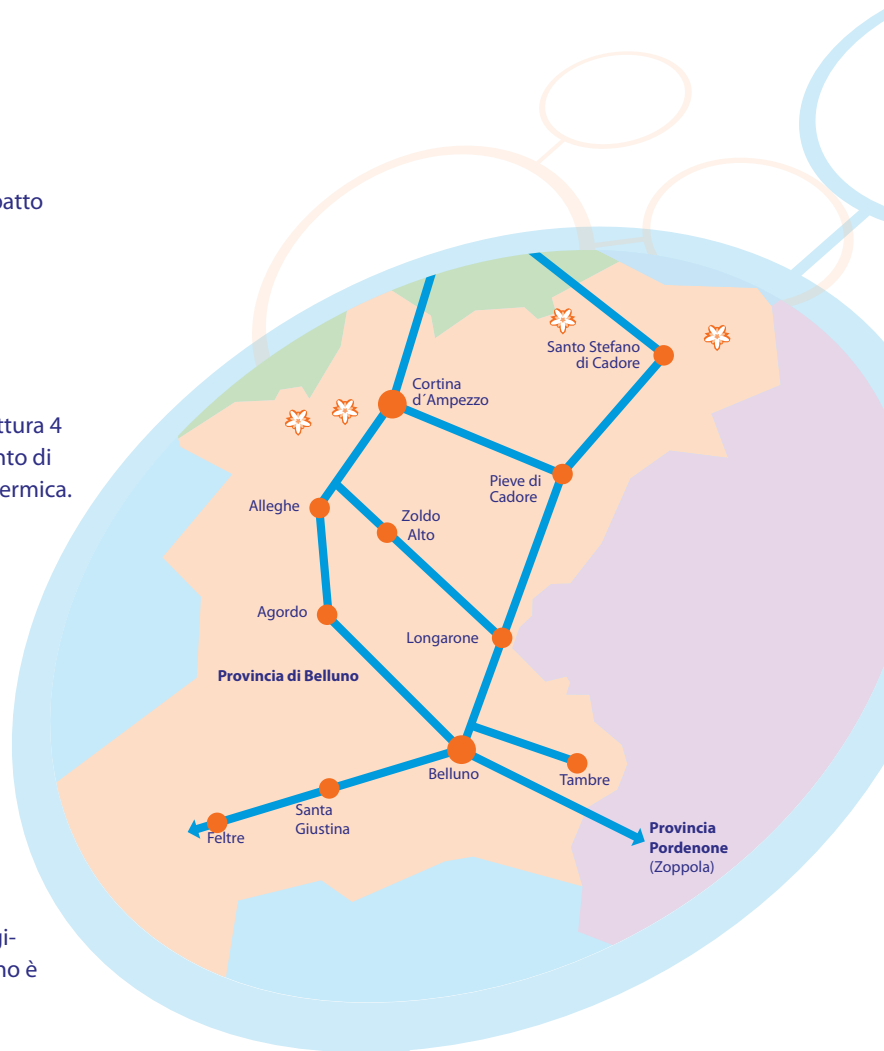 patto
ttura 4
nto di
ermica.
gi-
no è
Santo Stefano
di Cadore
Cortina
d´Ampezzo
Pieve di
Cadore
Alleghe
Zoldo
Alto
Agordo
Longarone
Provincia di Belluno
Belluno
Tambre
Santa
Giustina
Feltre
Provincia
Pordenone
(Zoppola)